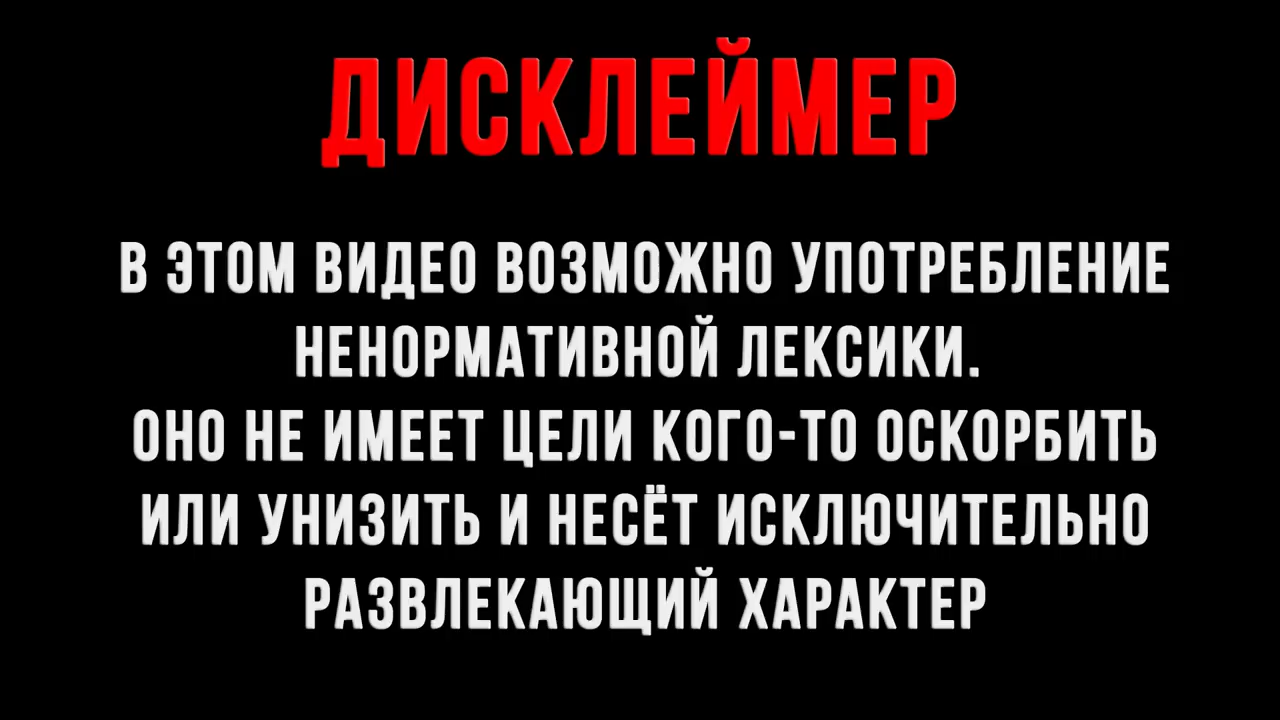 ДИСКЛЕЙМЕР
В ЭТОМ ВИДЕО ВОЗМОЖНО УПОТРЕБЛЕНИЕ
НЕНОРМАТИВНОЙ ЛЕКСИКИ.
ОНО НЕ ИМЕЕТ ЦЕЛИ КОГО-ТО ОСКОРБИТЬ
ИЛИ УНИЗИТЬ И НЕСЁТ ИСКЛЮЧИТЕЛЬНО
РАЗВЛЕКАЮЩИЙ ХАРАКТЕР